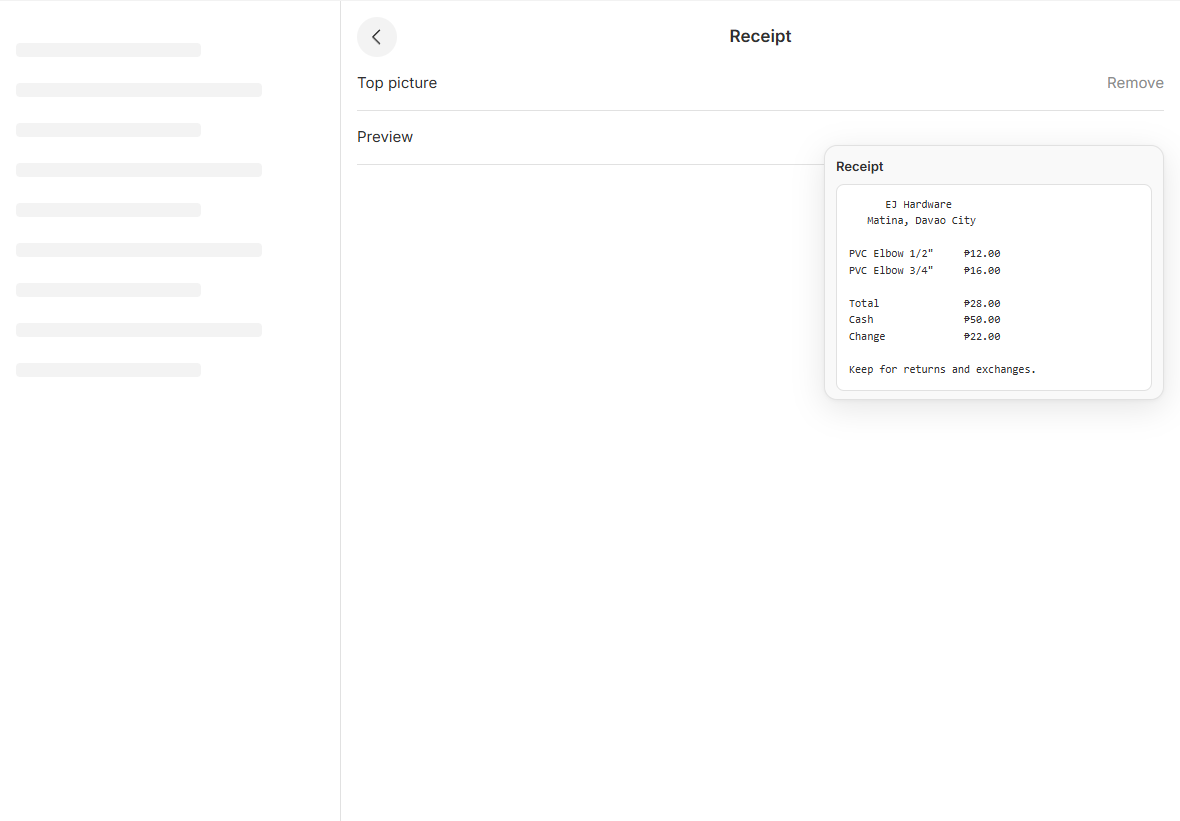 Receipt
Top picture Remove
Preview
Receipt
EJ Hardware
Matina, Davao City
PVC Elbow 1/2" ₱12.00
PVC Elbow 3/4" ₱16.00
Total ₱28.00
Cash ₱50.00
Change ₱22.00
Keep for returns and exchanges.